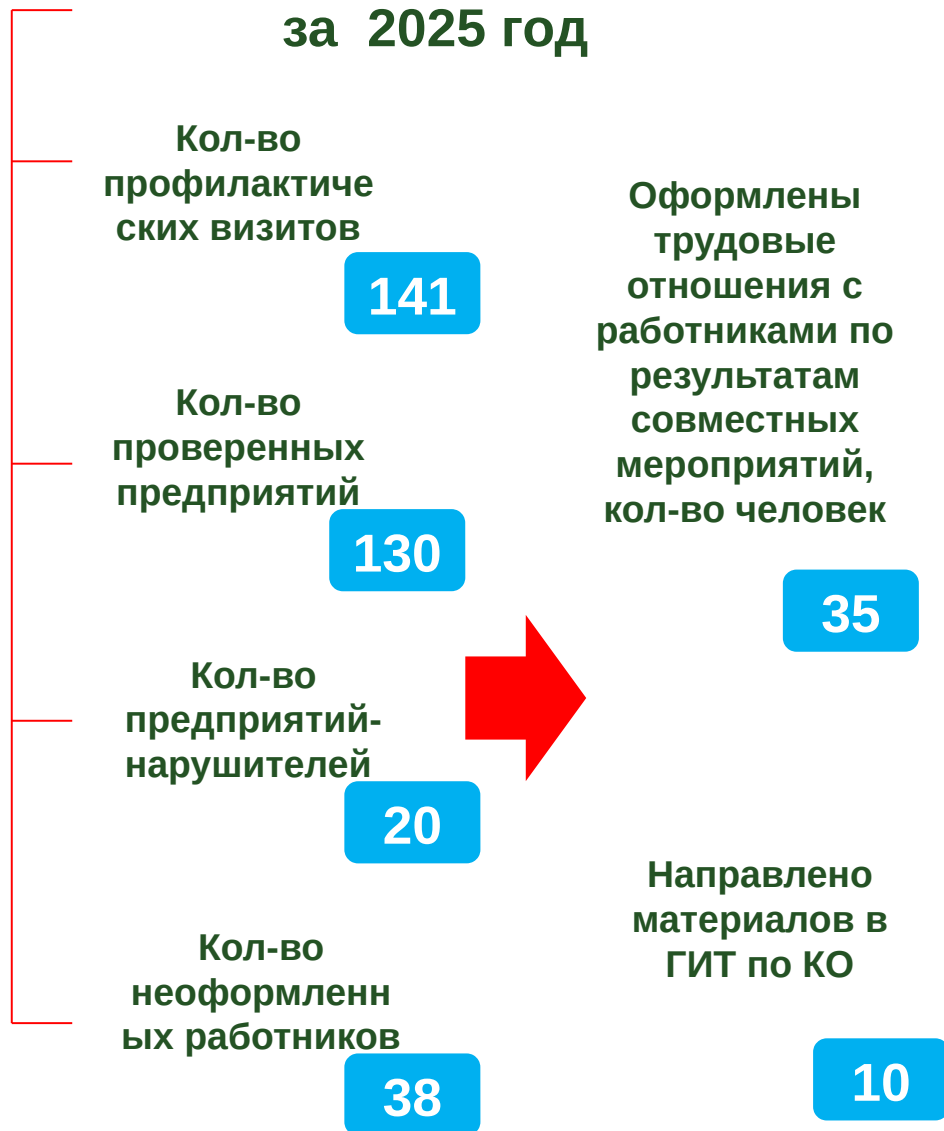 за  2025 год
Кол-во
профилактиче
ских визитов
141
Кол-во
проверенных
предприятий
130
Кол-во
предприятий-
нарушителей
20
Кол-во
неоформленн
ых работников
38
Оформлены
трудовые
отношения с
работниками по
результатам
совместных
мероприятий,
кол-во человек
35
Направлено
материалов в
ГИТ по КО
10